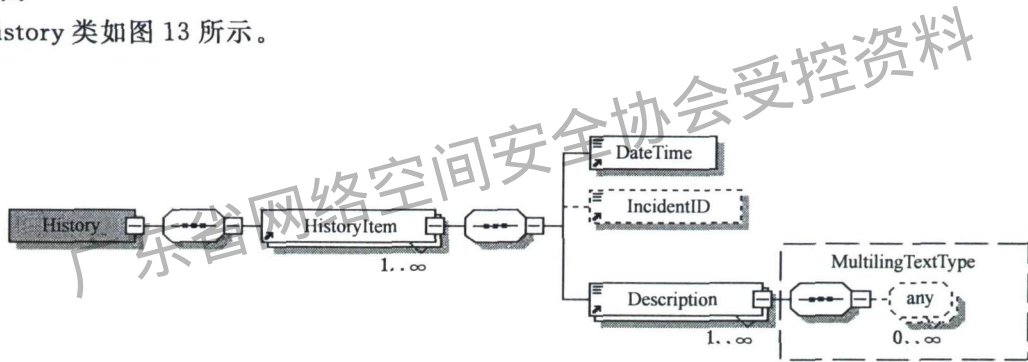 istory 类如图 13 所示。
广东省网络空间安全协会受控资料
DateTime
IncidentID
History
HistoryItem
1..∞
MultilingTextType
Description
any
1..∞
0..∞